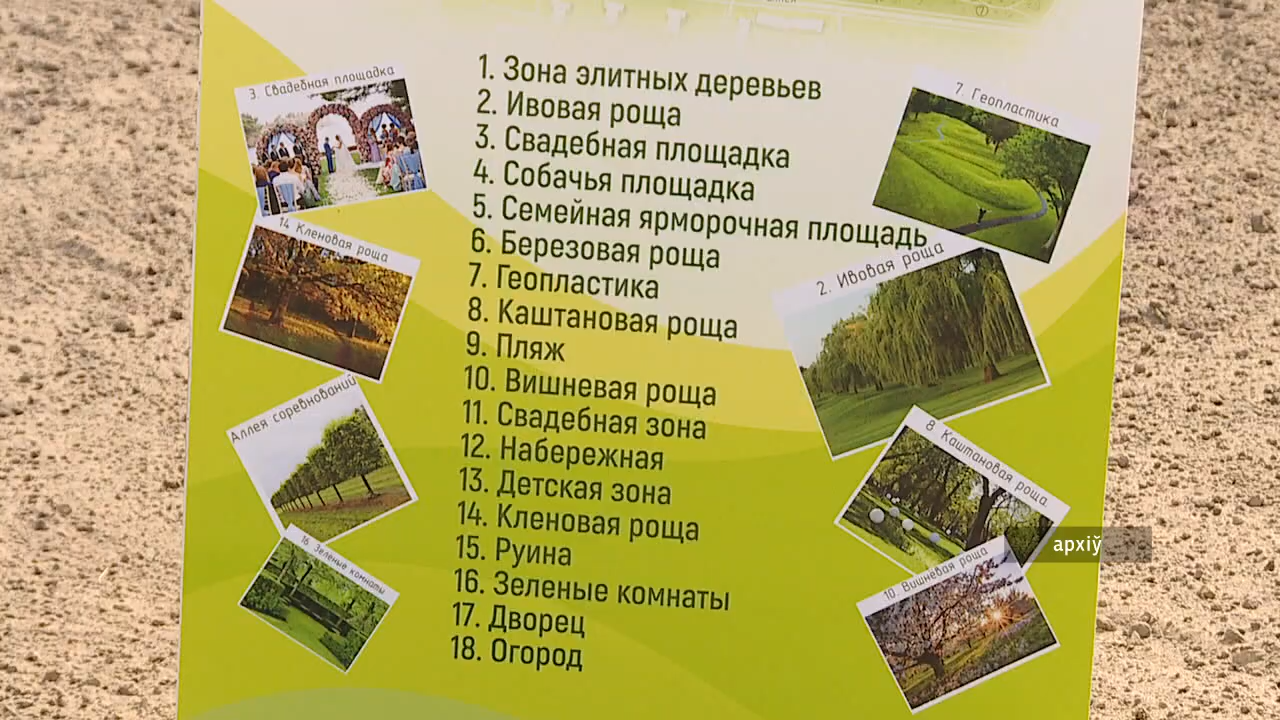 1. Зона элитных деревьев
2. Ивовая роща
3. Свадебная площадка
4. Собачья площадка
5. Семейная ярморочная площадь
6. Березовая роща
7. Геопластика
8. Каштановая роща
9. Пляж
10. Вишневая роща
11. Свадебная зона
12. Набережная
13. Детская зона
14. Кленовая роща
15. Руина
16. Зеленые комнаты
17. Дворец
18. Огород
3. Свадебная площадка
14 Кленовая роща
Аллея соревнований
16 Зеленые комнаты
7. Геопластика
2. Ивовая роща
8 Каштановая роща.
10. Вишневая роща
архіў